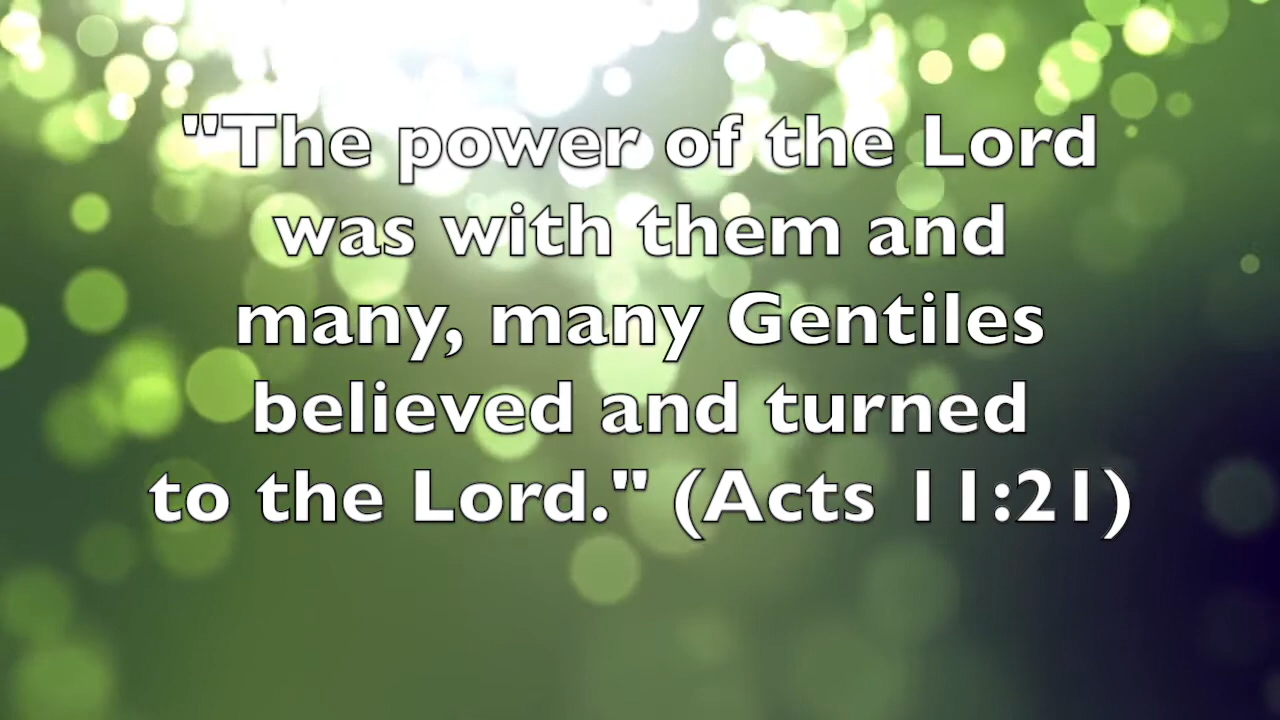 "The power of the Lord
was with them and
many, many Gentiles
believed and turned
to the Lord." (Acts 11:21)